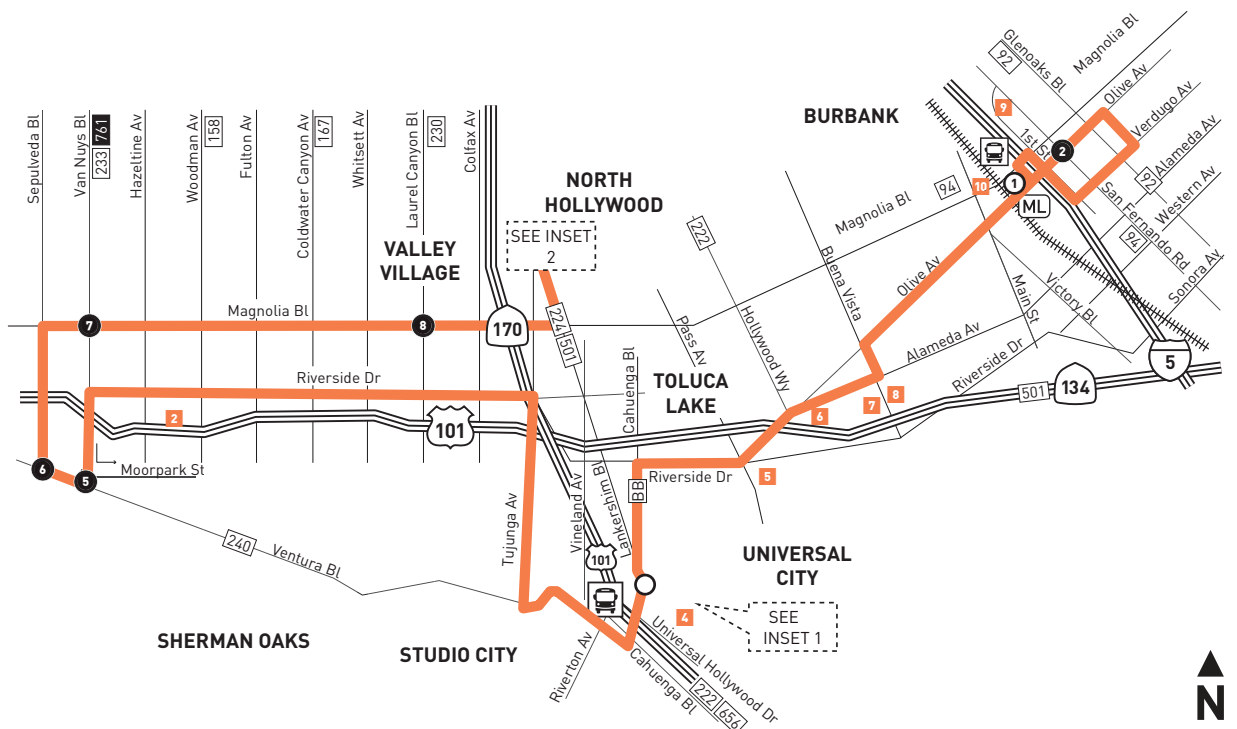 Glenoaks Bl
92
Magnolia Bl
Olive Av
Verdugo Av
Alameda Av
Western Av
BURBANK
9
1st St
2
92
San Fernando Rd
94
Sonora Av
10
1
ML
94
Magnolia Bl
Sepulveda Bl
Van Nuys Bl
233
761
Hazeltine Av
Woodman Av
158
Fulton Av
Coldwater Canyon Av
167
Whitsett Av
Laurel Canyon Bl
230
Colfax Av
NORTH
HOLLYWOOD
SEE INSET
2
VALLEY
VILLAGE
222
Buena Vista
Olive Av
Main St
Victory Bl
Magnolia Bl
7
8
170
224
501
Pass Av
Hollywood Wy
Cahuenga Bl
Alameda Av
Riverside Dr
5
Riverside Dr
TOLUCA
LAKE
501
134
2
101
6
7
8
6
5
Moorpark St
Riverside Dr
5
BB
Lankershim Bl
Vineland Av
Tujunga Av
240
Ventura Bl
101
UNIVERSAL
CITY
4
SEE
INSET 1
SHERMAN OAKS
STUDIO CITY
Riverton Av
Cahuenga Bl
Universal Hollywood Dr
222
656
N